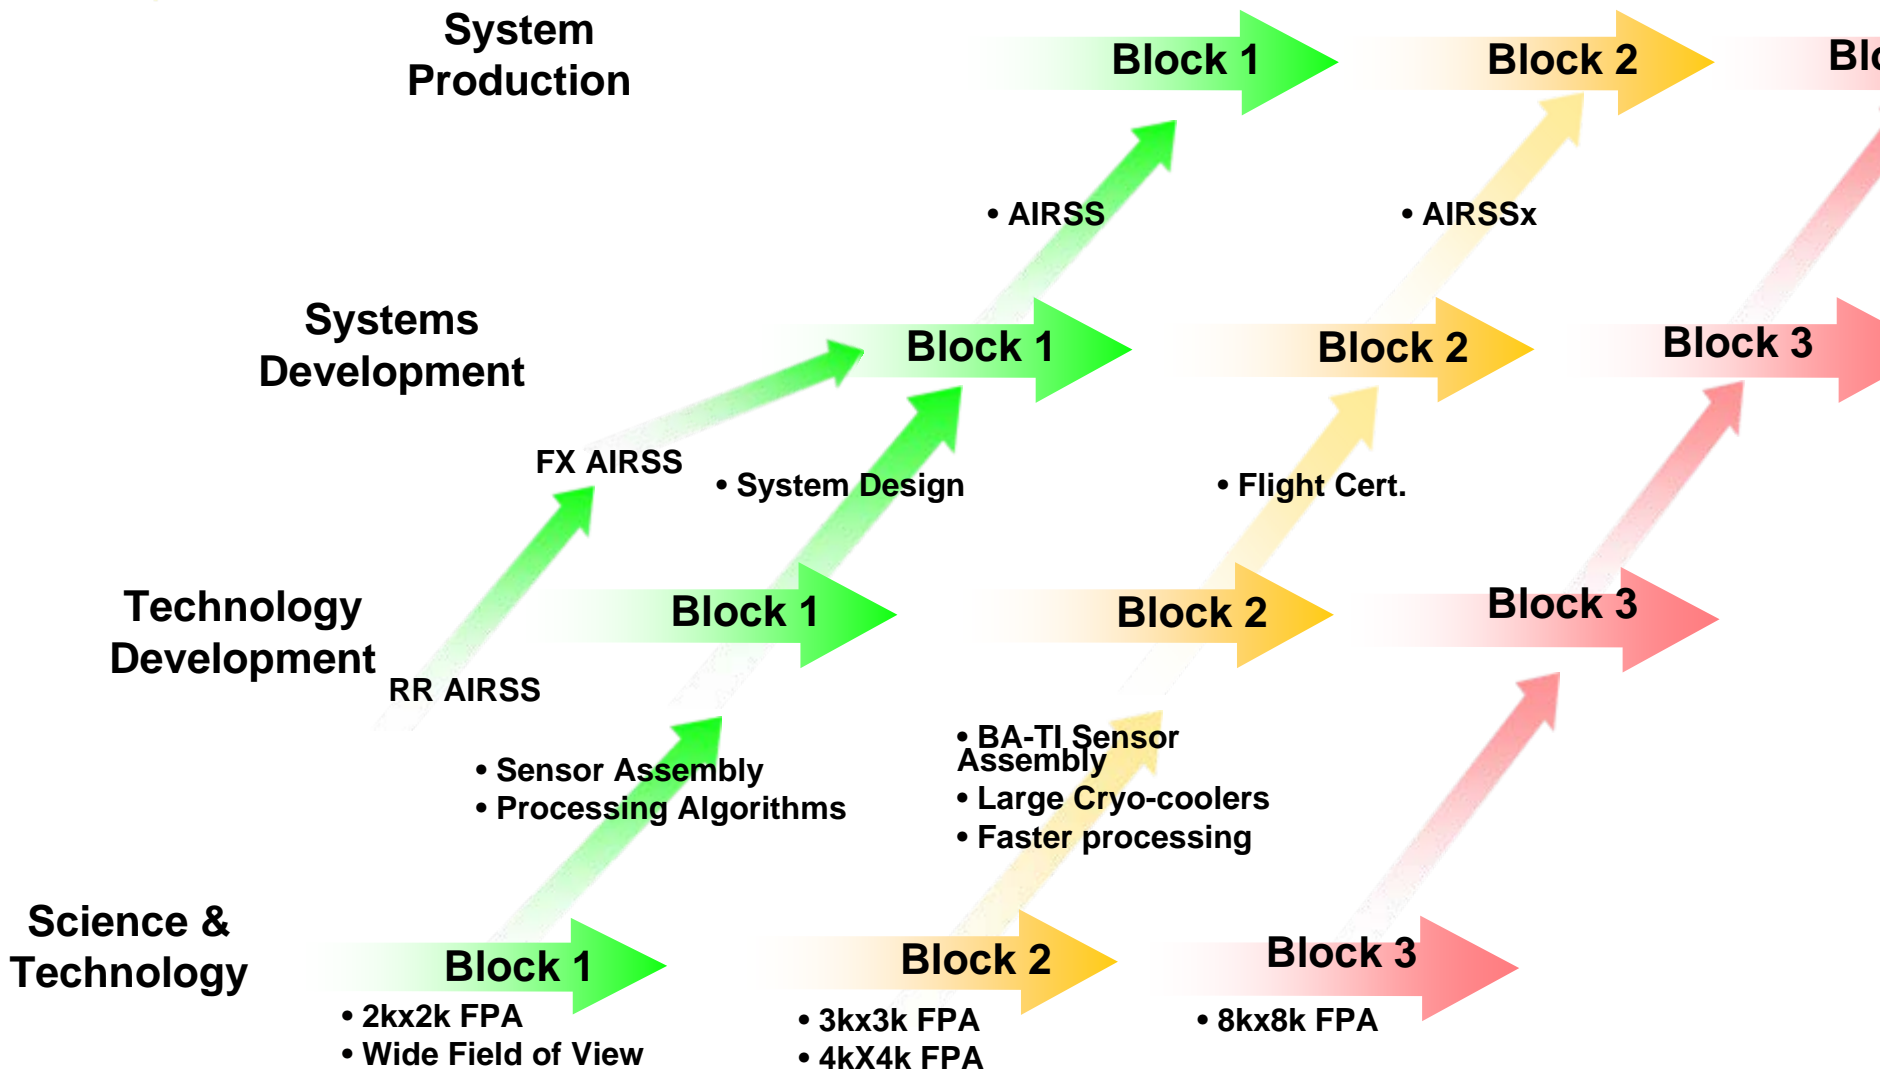 System
Production
Block 1
Block 2
• AIRSS
• AIRSSx
Systems
Development
Block 1
Block 2
Block 3
FX AIRSS
• System Design
• Flight Cert.
Technology
Development
Block 1
Block 2
Block 3
RR AIRSS
• Sensor Assembly
• Processing Algorithms
• BA-TI Sensor
Assembly
• Large Cryo-coolers
• Faster processing
Science &
Technology
Block 1
Block 2
Block 3
• 2kx2k FPA
• Wide Field of View
• 3kx3k FPA
• 4kX4k FPA
• 8kx8k FPA